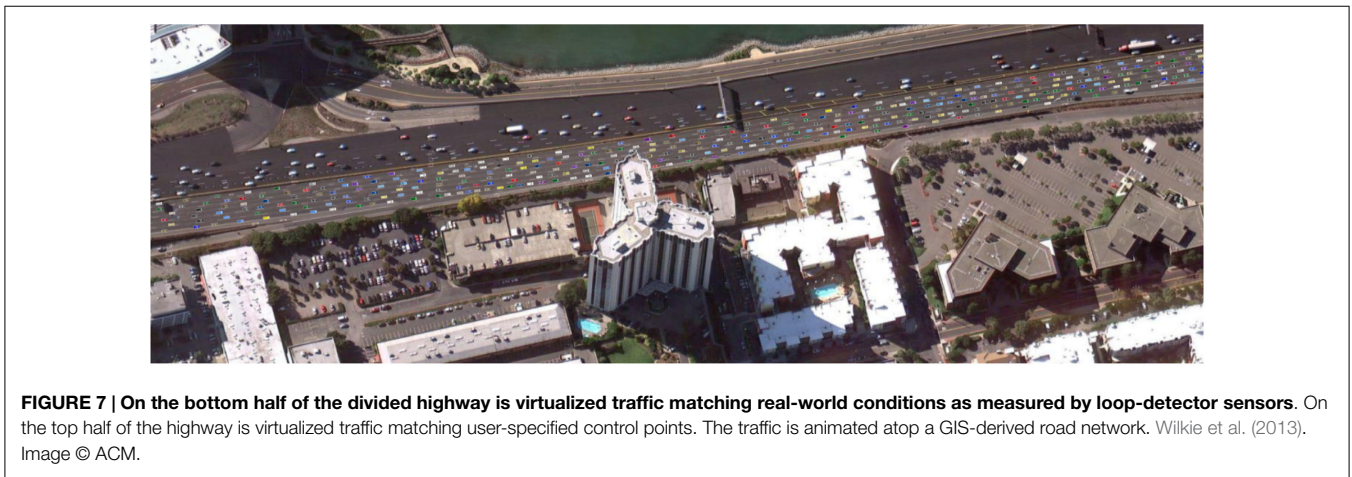 FIGURE 7 | On the bottom half of the divided highway is virtualized traffic matching real-world conditions as measured by loop-detector sensors. On
the top half of the highway is virtualized traffic matching user-specified control points. The traffic is animated atop a GIS-derived road network. Wilkie et al. (2013).
Image © ACM.